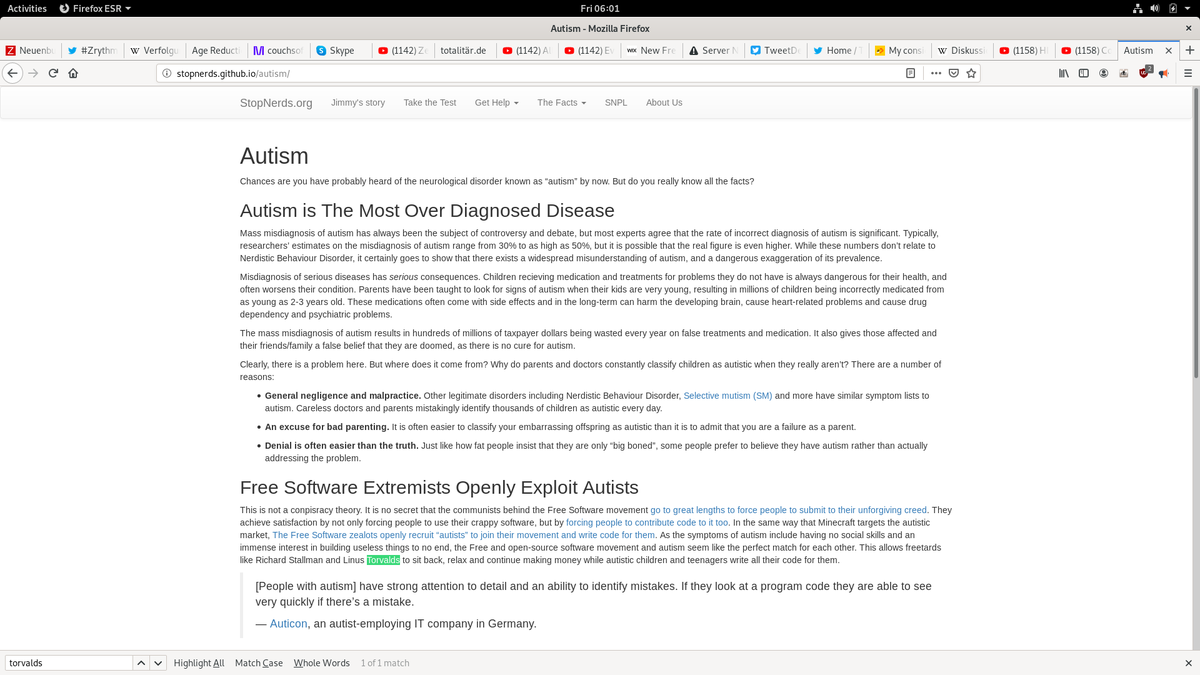 Activities Firefox ESR Fri 06:01
Autism - Mozilla Firefox
Neuenbu #Zrythm Verfolgu Age Reducti couchsof Skype (1142) Z totalitär.de (1142) A (1142) Ev New Fre Server N TweetDe Home / My consi Diskussi (1158) H (1158) Co Autism
stopnerds.github.io/autism/ 2
StopNerds.org Jimmy's story Take the Test Get Help The Facts SNPL About Us
Autism
Chances are you have probably heard of the neurological disorder known as “autism” by now. But do you really know all the facts?
Autism is The Most Over Diagnosed Disease
Mass misdiagnosis of autism has always been the subject of controversy and debate, but most experts agree that the rate of incorrect diagnosis of autism is significant. Typically,
researchers’ estimates on the misdiagnosis of autism range from 30% to as high as 50%, but it is possible that the real figure is even higher. While these numbers don’t relate to
Nerdistic Behaviour Disorder, it certainly goes to show that there exists a widespread misunderstanding of autism, and a dangerous exaggeration of its prevalence.
Misdiagnosis of serious diseases has serious consequences. Children recieving medication and treatments for problems they do not have is always dangerous for their health, and
often worsens their condition. Parents have been taught to look for signs of autism when their kids are very young, resulting in millions of children being incorrectly medicated from
as young as 2-3 years old. These medications often come with side effects and in the long-term can harm the developing brain, cause heart-related problems and cause drug
dependency and psychiatric problems.
The mass misdiagnosis of autism results in hundreds of millions of taxpayer dollars being wasted every year on false treatments and medication. It also gives those affected and
their friends/family a false belief that they are doomed, as there is no cure for autism.
Clearly, there is a problem here. But where does it come from? Why do parents and doctors constantly classify children as autistic when they really aren’t? There are a number of
reasons:
• General negligence and malpractice. Other legitimate disorders including Nerdistic Behaviour Disorder, Selective mutism (SM) and more have similar symptom lists to
autism. Careless doctors and parents mistakingly identify thousands of children as autistic every day.
• An excuse for bad parenting. It is often easier to classify your embarrassing offspring as autistic than it is to admit that you are a failure as a parent.
• Denial is often easier than the truth. Just like how fat people insist that they are only “big boned”, some people prefer to believe they have autism rather than actually
addressing the problem.
Free Software Extremists Openly Exploit Autists
This is not a conpisracy theory. It is no secret that the communists behind the Free Software movement go to great lengths to force people to submit to their unforgiving creed. They
achieve satisfaction by not only forcing people to use their crappy software, but by forcing people to contribute code to it too. In the same way that Minecraft targets the autistic
market, The Free Software zealots openly recruit “autists” to join their movement and write code for them. As the symptoms of autism include having no social skills and an
immense interest in building useless things to no end, the Free and open-source software movement and autism seem like the perfect match for each other. This allows freetards
like Richard Stallman and Linus Torvalds to sit back, relax and continue making money while autistic children and teenagers write all their code for them.
[People with autism] have strong attention to detail and an ability to identify mistakes. If they look at a program code they are able to see
very quickly if there’s a mistake.
— Auticon, an autist-employing IT company in Germany.
torvalds Highlight All Match Case Whole Words 1 of 1 match